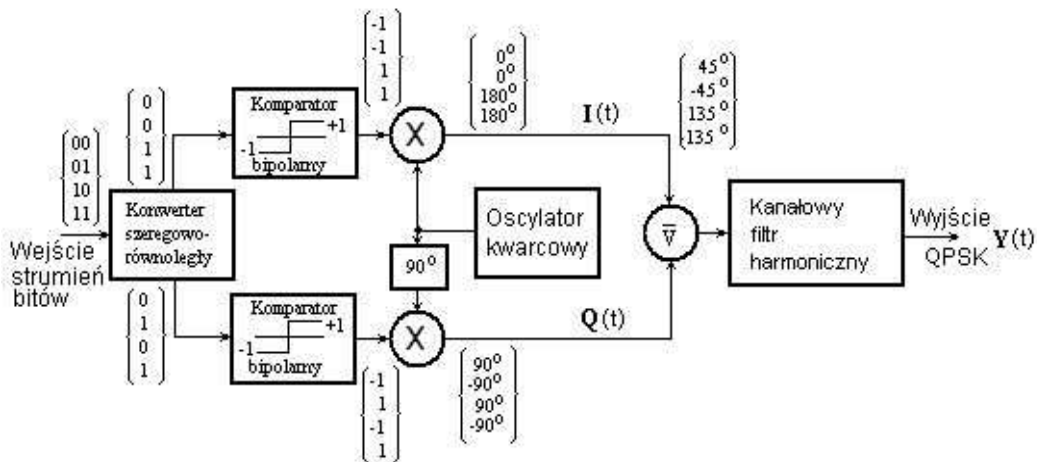 00
01
10
11
Wejście
strumień
bitów
Konwerter
szeregowo-
równoległy
0
0
1
1
0
1
0
1
Komparator
+1
-1
bipolarny
Komparator
+1
-1
bipolarny
-1
-1
1
1
-1
1
-1
1
X
X
90°
Oscylator
kwarcowy
0°
0°
180°
180°
I(t)
90°
-90°
90°
-90°
Q(t)
45°
-45°
135°
-135°
∇
Kanałowy
filtr
harmoniczny
Wyjście
QPSK
Y(t)